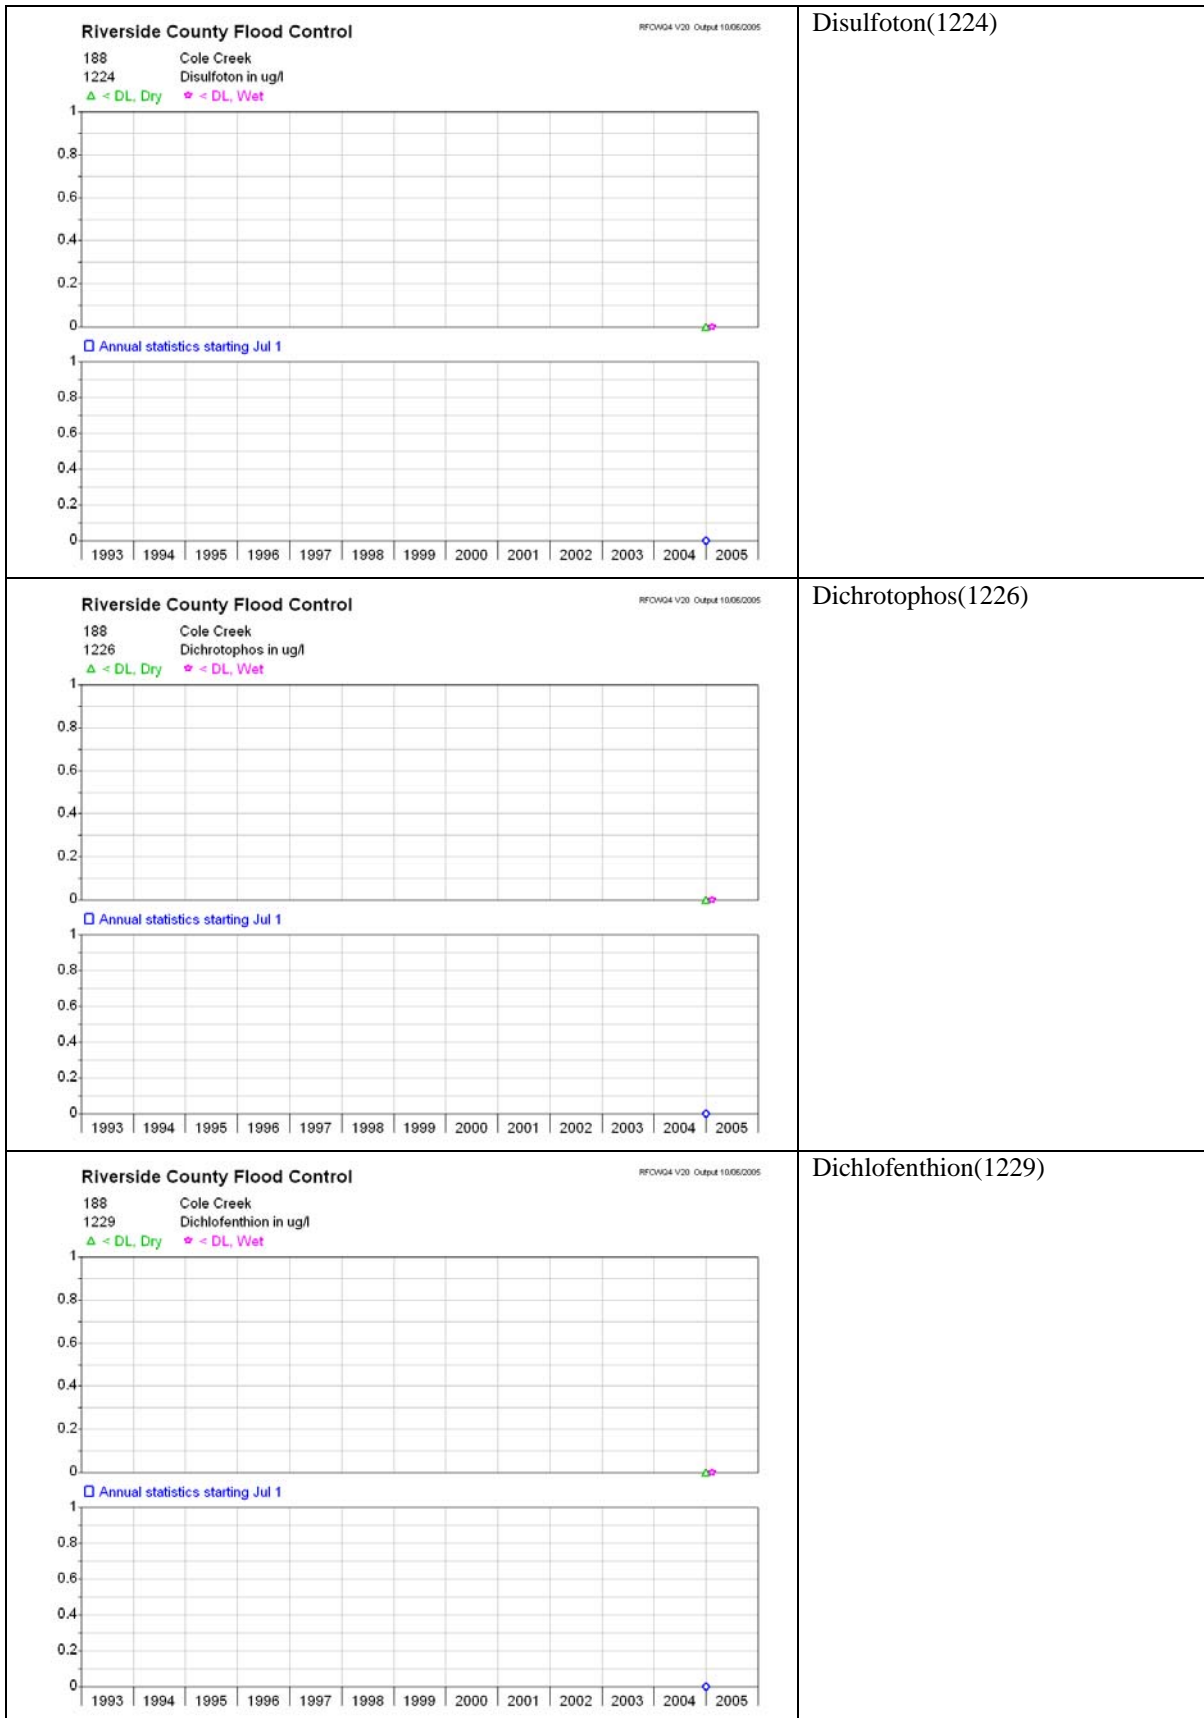 Riverside County Flood Control RFCWQ4 V20 Output 10/06/2005
188 Cole Creek
1224 Disulfoton in ug/l
< DL, Dry < DL, Wet
1
0.8
0.6
0.4
0.2
0
Annual statistics starting Jul 1
1
0.8
0.6
0.4
0.2
0
1993 1994 1995 1996 1997 1998 1999 2000 2001 2002 2003 2004 2005
Disulfoton(1224)
Riverside County Flood Control RFCWQ4 V20 Output 10/06/2005
188 Cole Creek
1226 Dichrotophos in ug/l
< DL, Dry < DL, Wet
1
0.8
0.6
0.4
0.2
0
Annual statistics starting Jul 1
1
0.8
0.6
0.4
0.2
0
1993 1994 1995 1996 1997 1998 1999 2000 2001 2002 2003 2004 2005
Dichrotophos(1226)
Riverside County Flood Control RFCWQ4 V20 Output 10/06/2005
188 Cole Creek
1229 Dichlofenthion in ug/l
< DL, Dry < DL, Wet
1
0.8
0.6
0.4
0.2
0
Annual statistics starting Jul 1
1
0.8
0.6
0.4
0.2
0
1993 1994 1995 1996 1997 1998 1999 2000 2001 2002 2003 2004 2005
Dichlofenthion(1229)